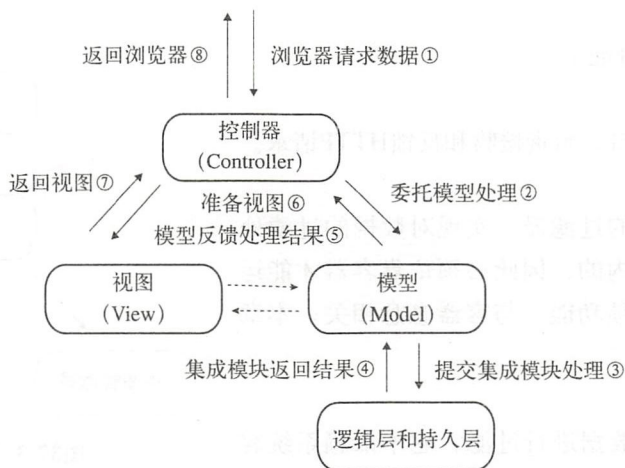 返回浏览器⑧
浏览器请求数据①
控制器
(Controller)
返回视图⑦
准备视图⑥
委托模型处理②
模型反馈处理结果⑤
视图
(View)
模型
(Model)
集成模块返回结果④
提交集成模块处理③
逻辑层和持久层